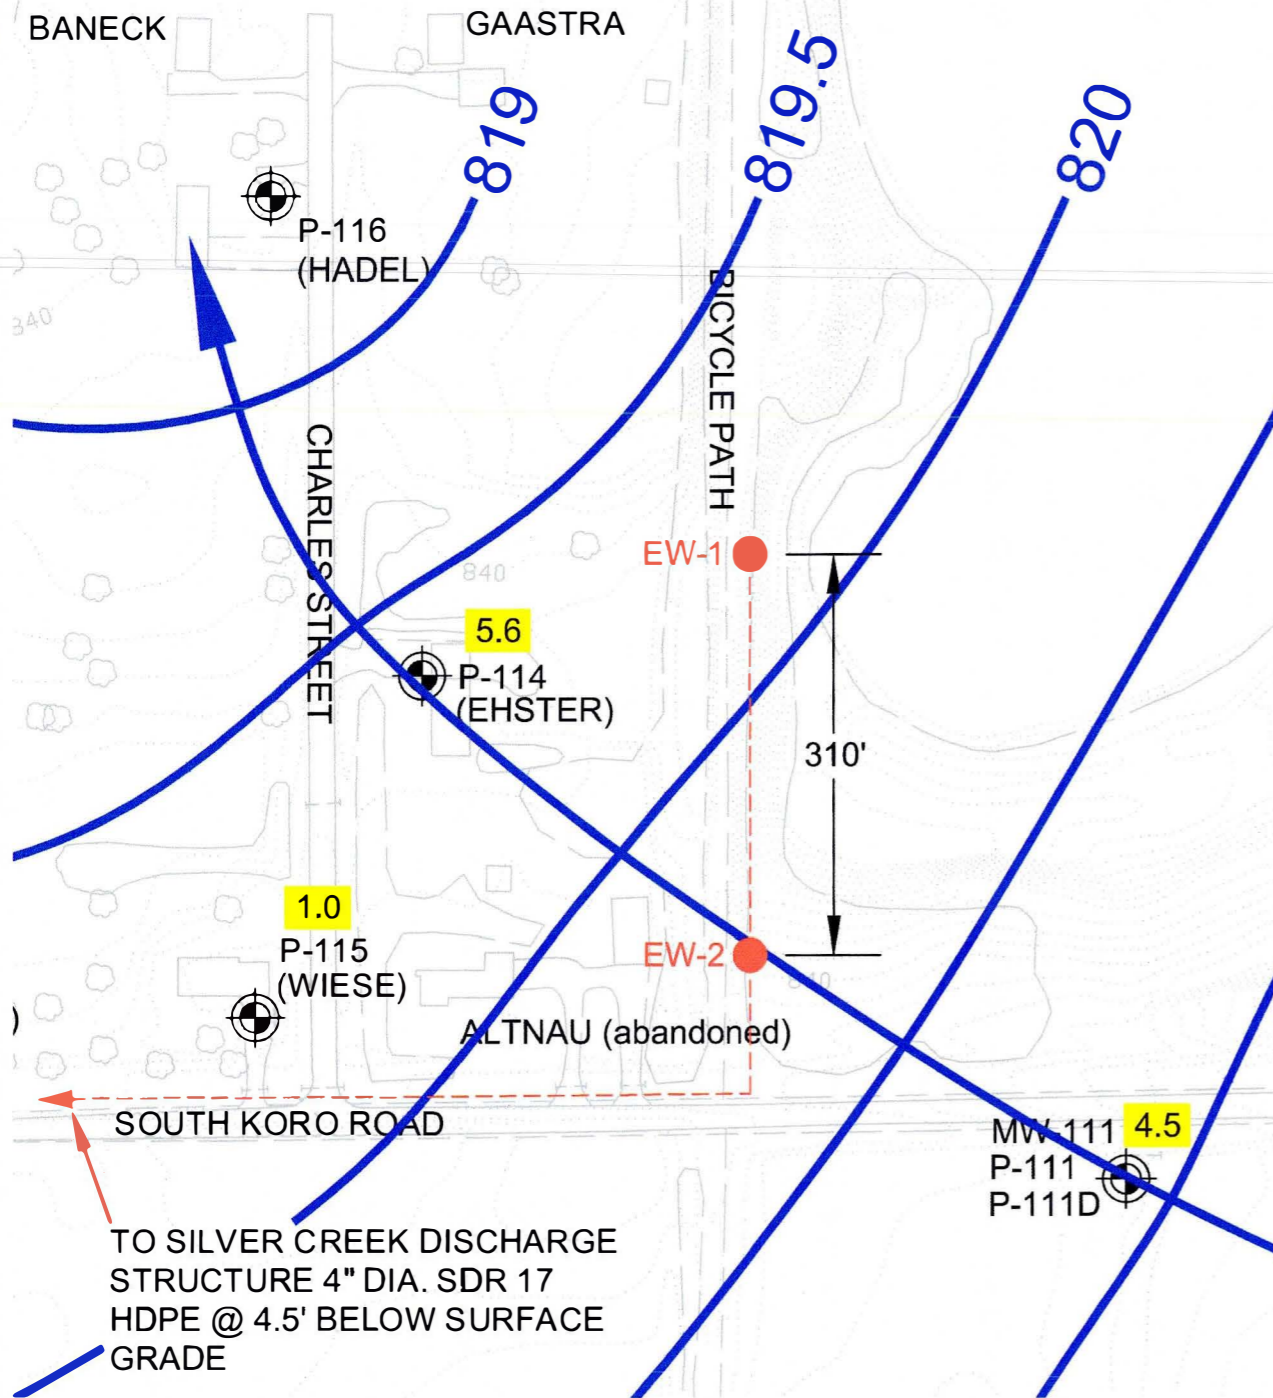 BANECK
GAASTRA
819
819.5
820
P-116
(HADEL)
340
BICYCLE PATH
CHARLES STREET
EW-1
840
5.6
P-114
(EHSTER)
310'
1.0
P-115
(WIESE)
EW-2
840
)
ALTNAU (abandoned)
SOUTH KORO ROAD
MW-111
4.5
P-111
P-111D
TO SILVER CREEK DISCHARGE
STRUCTURE 4" DIA. SDR 17
HDPE @ 4.5' BELOW SURFACE
GRADE